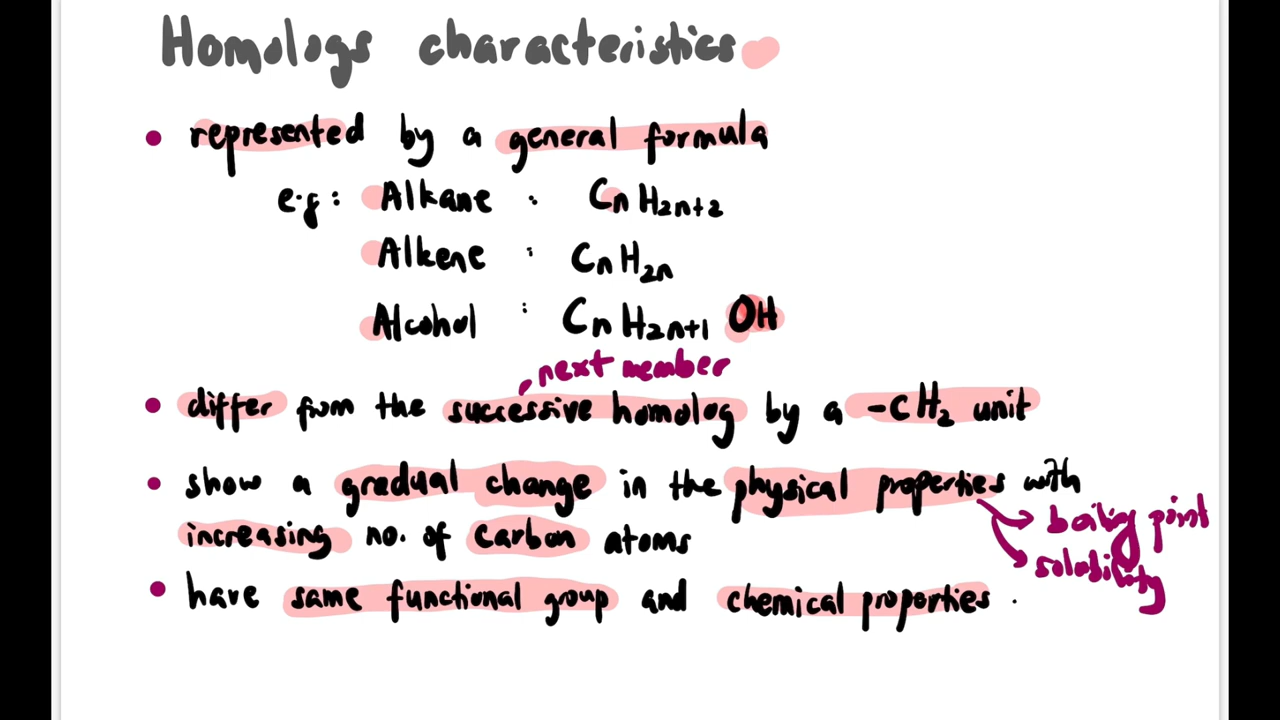 Homologs characteristics
• represented by a general formula
e.g: Alkane : CnH2n+2
Alkene : CnH2n
Alcohol : CnH2n+1 OH
next member
• differ from the successive homolog by a -CH2 unit
• show a gradual change in the physical properties with
boiling point
increasing no. of carbon atoms
solubility
• have same functional group and chemical properties.